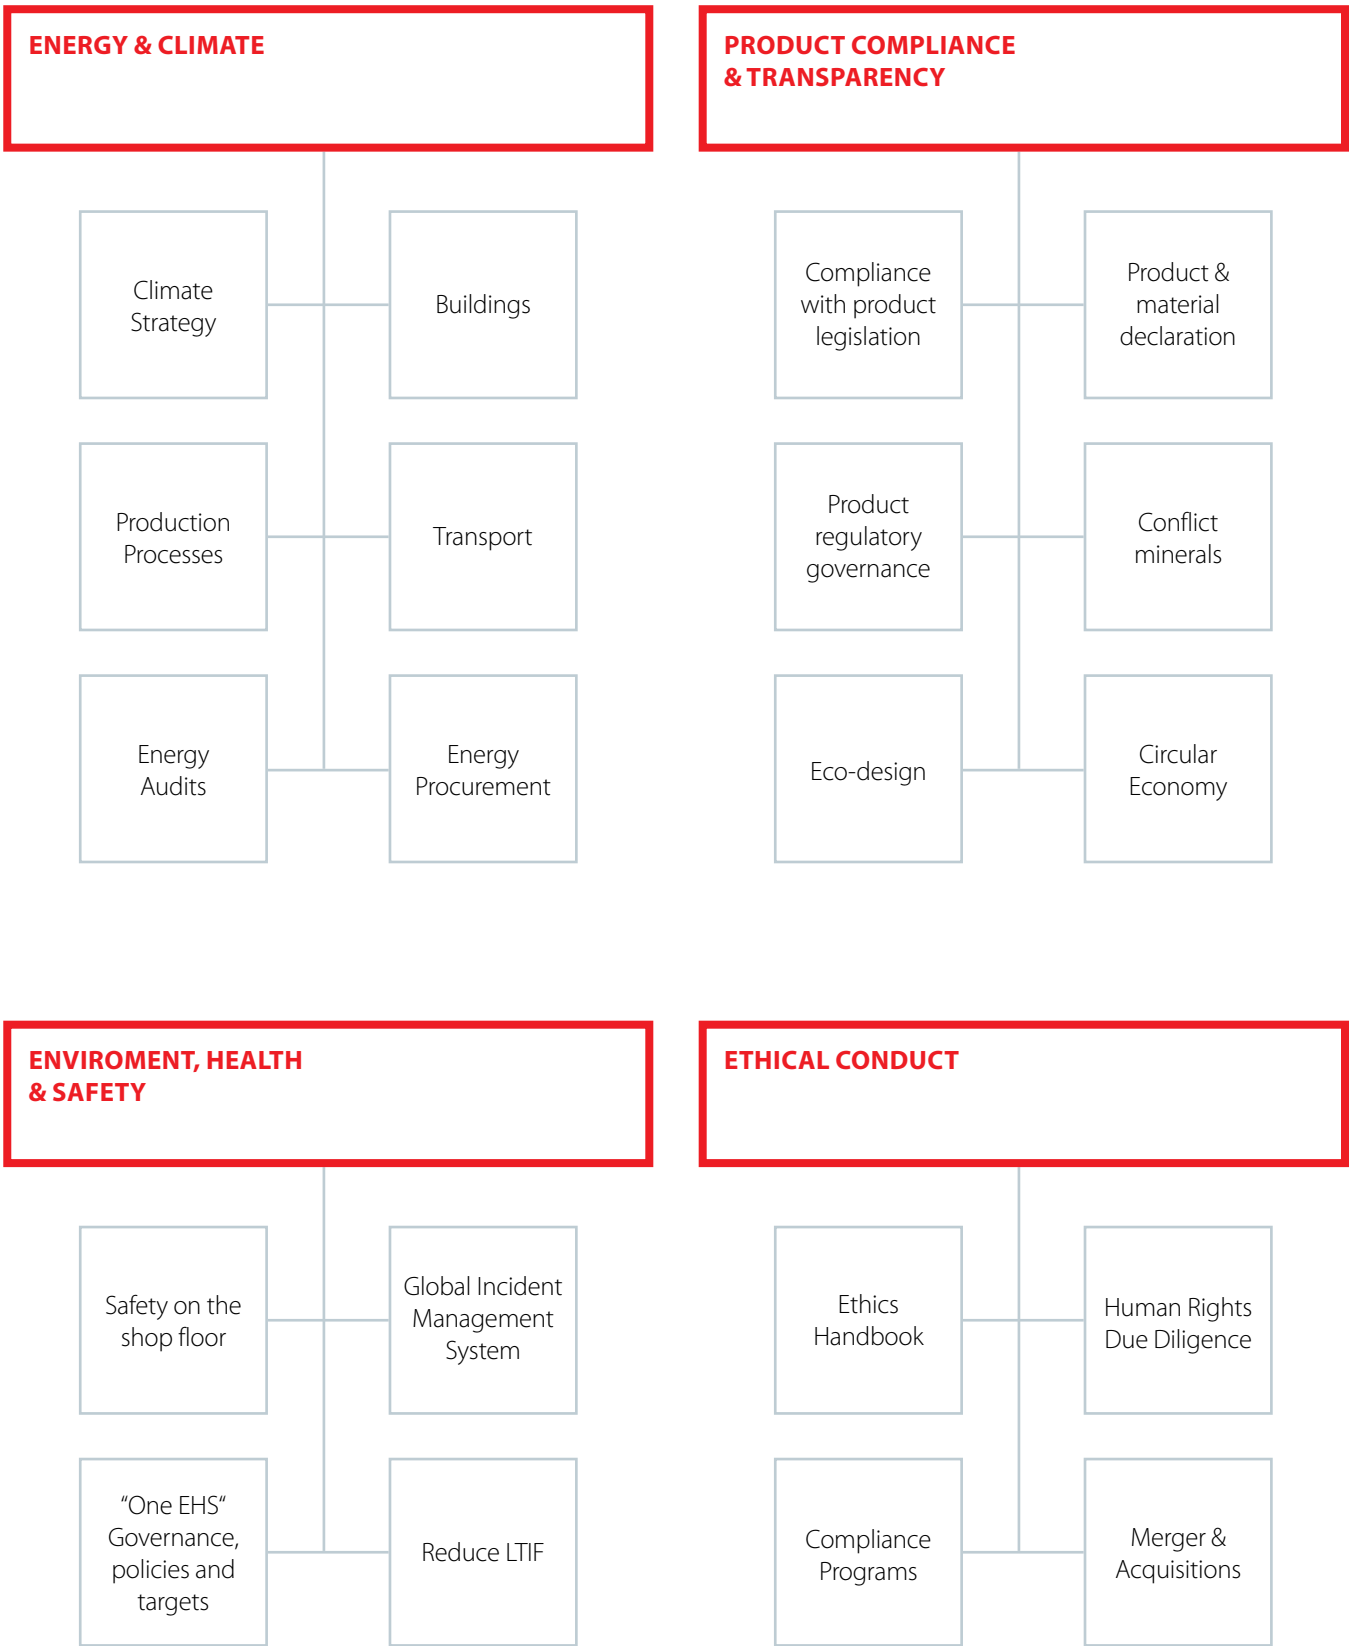 ENERGY & CLIMATE
Climate
Strategy
Buildings
Production
Processes
Transport
Energy
Audits
Energy
Procurement
PRODUCT COMPLIANCE
& TRANSPARENCY
Compliance
with product
legislation
Product &
material
declaration
Product
regulatory
governance
Conflict
minerals
Eco-design
Circular
Economy
ENVIROMENT, HEALTH
& SAFETY
Safety on the
shop floor
Global Incident
Management
System
“One EHS“
Governance,
policies and
targets
Reduce LTIF
ETHICAL CONDUCT
Ethics
Handbook
Human Rights
Due Diligence
Compliance
Programs
Merger &
Acquisitions